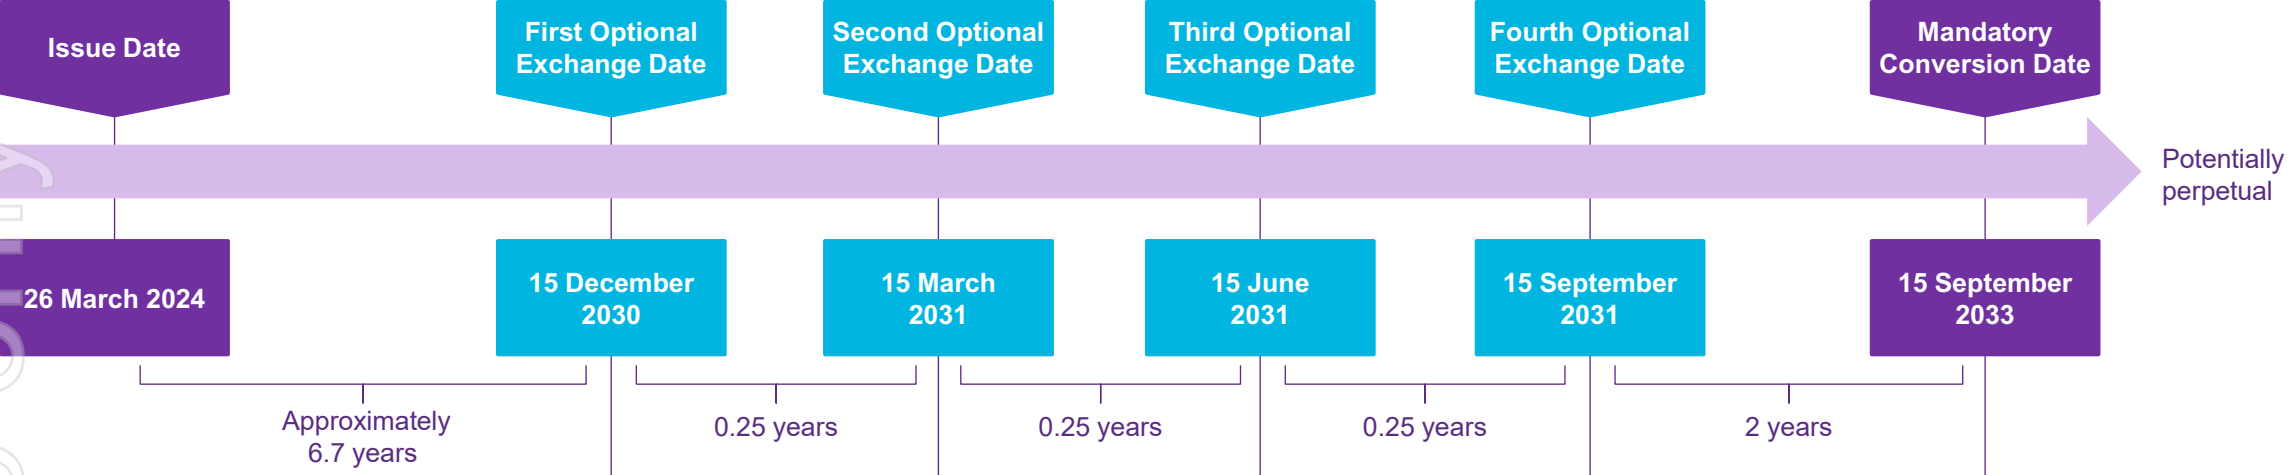 Issue Date
First Optional
Exchange Date
Second Optional
Exchange Date
Third Optional
Exchange Date
Fourth Optional
Exchange Date
Mandatory
Conversion Date
Potentially
perpetual
26 March 2024
15 December
2030
15 March
2031
15 June
2031
15 September
2031
15 September
2033
Approximately
6.7 years
0.25 years
0.25 years
0.25 years
2 years